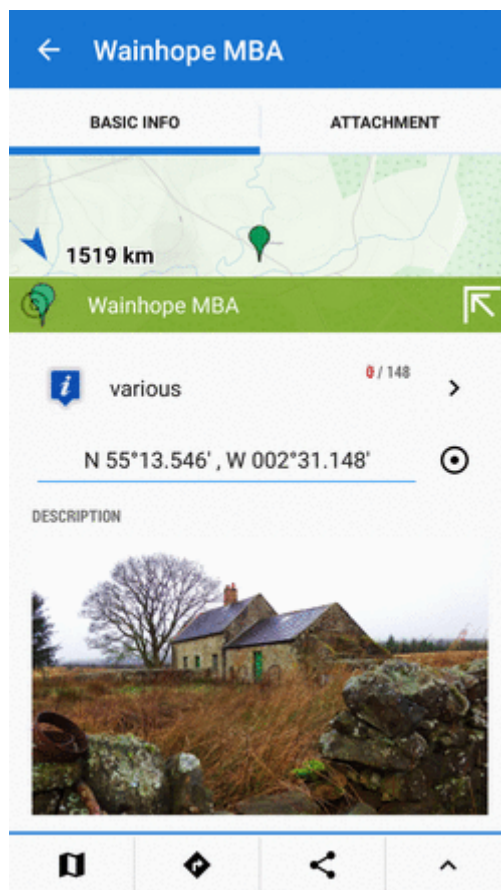 Wainhope MBA
BASIC INFO ATTACHMENT
1519 km
Wainhope MBA
various 0 / 148
N 55°13.546' , W 002°31.148'
DESCRIPTION